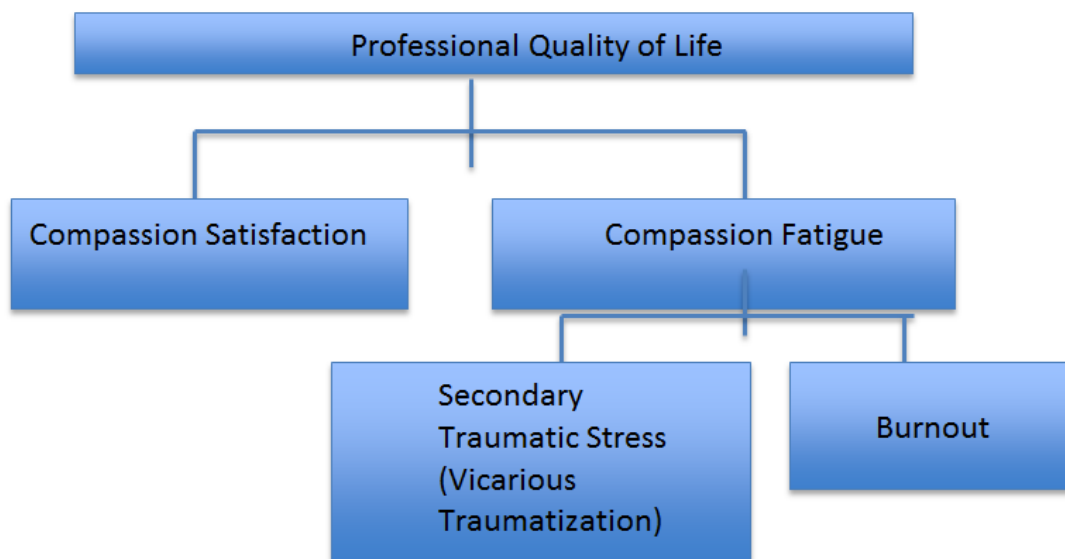 Professional Quality of Life
Compassion Satisfaction
Compassion Fatigue
Secondary
Traumatic Stress
(Vicarious
Traumatization)
Burnout